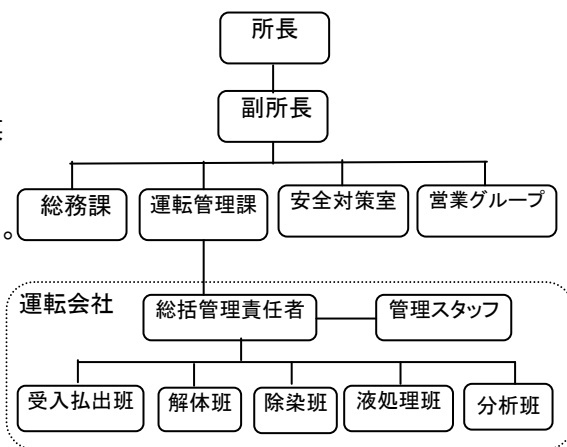 所長
副所長
総務課
運転管理課
安全対策室
営業グループ
。
運転会社
総括管理責任者
管理スタッフ
受入払出班
解体班
除染班
液処理班
分析班